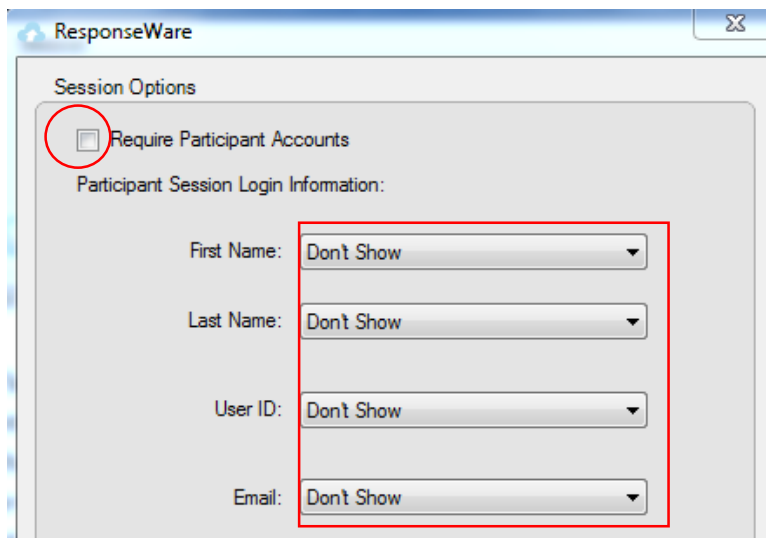 ResponseWare
Session Options
Require Participant Accounts
Participant Session Login Information:
First Name: Don't Show
Last Name: Don't Show
User ID: Don't Show
Email: Don't Show